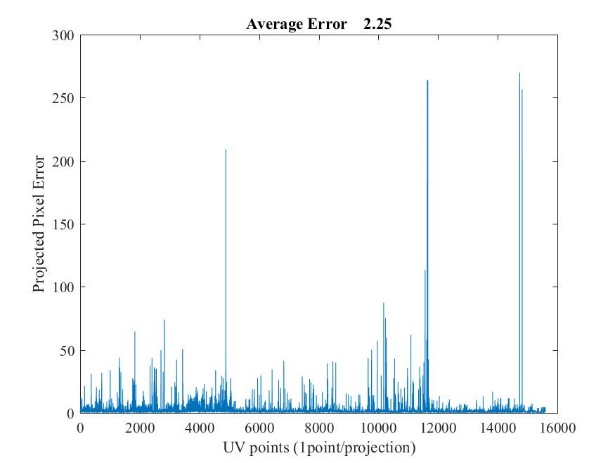 Average Error 2.25
300
250
200
150
100
50
0
Projected Pixel Error
0 2000 4000 6000 8000 10000 12000 14000 16000
UV points (1point/projection)